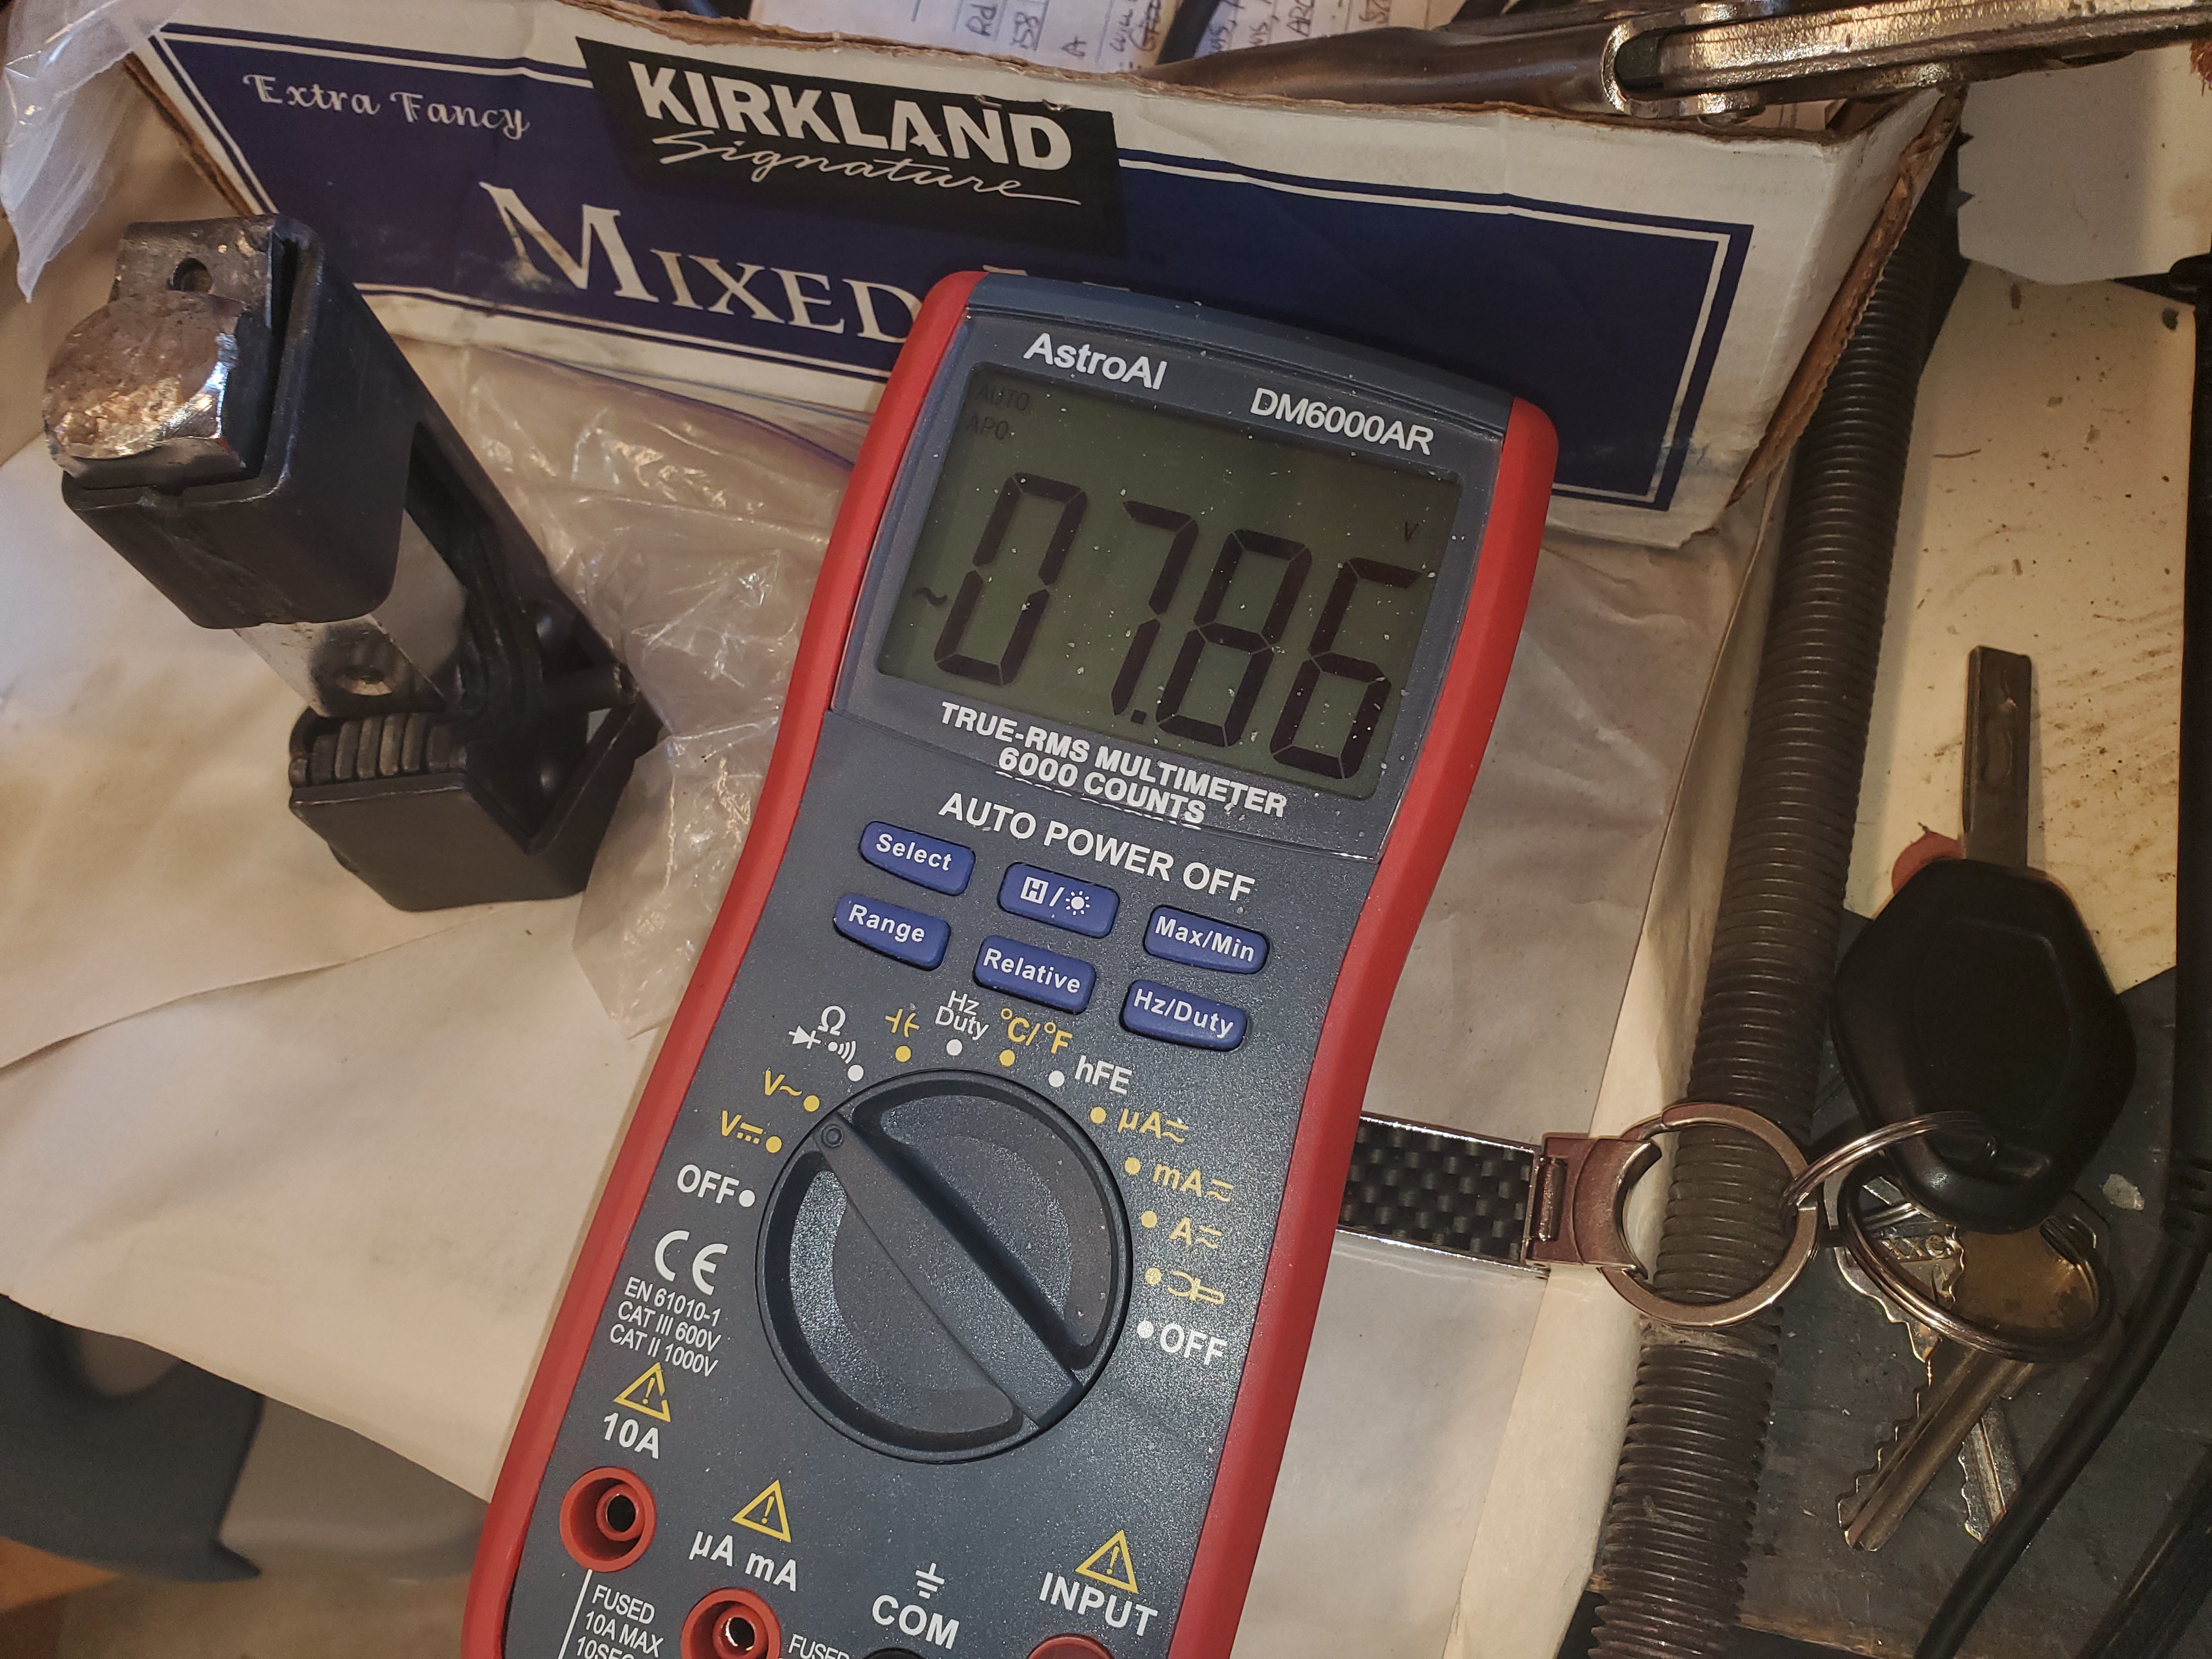 Extra Fancy
KIRKLAND
Signature
MIXED
AstroAI
DM6000AR
AUTO
APO
V
~07.86
TRUE-RMS MULTIMETER
6000 COUNTS
AUTO POWER OFF
Select
H/☀
Max/Min
Range
Relative
Hz/Duty
Hz
Duty
Ω
°C/°F
hFE
V~
µA
V
mA
OFF
A
OFF
CE
EN 61010-1
CAT III 600V
CAT II 1000V
10A
µA mA
COM
INPUT
FUSED
10A MAX
FUSED